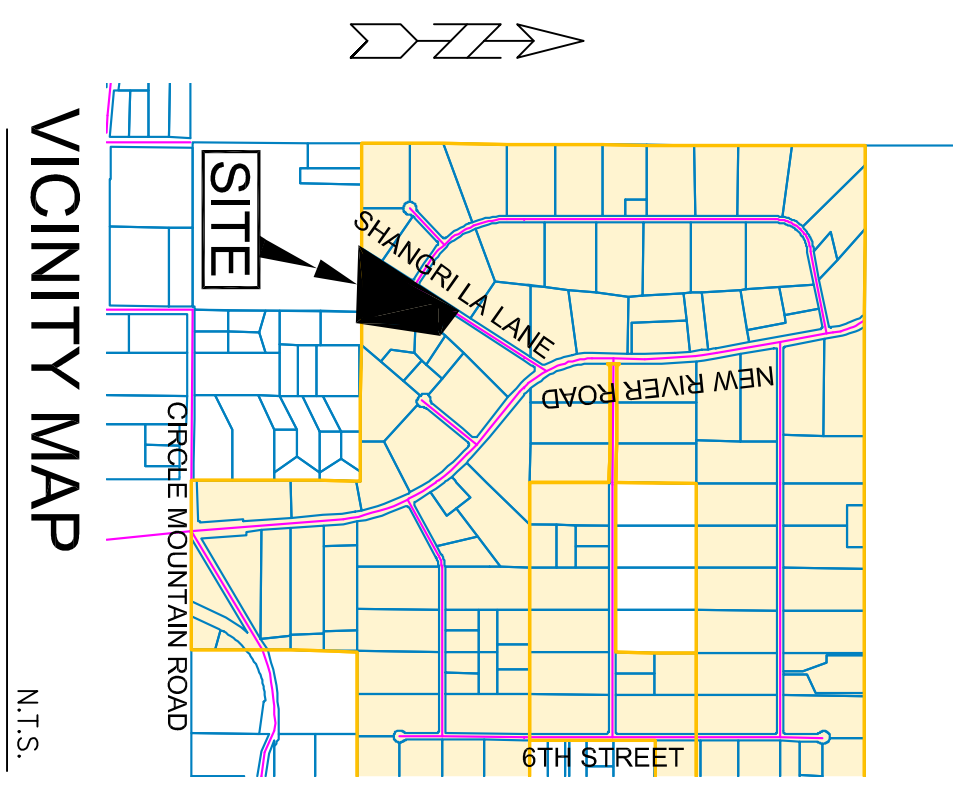 SITE
SHANGRI LA LANE
NEW RIVER ROAD
CIRCLE MOUNTAIN ROAD
6TH STREET
VICINITY MAP
N.T.S.